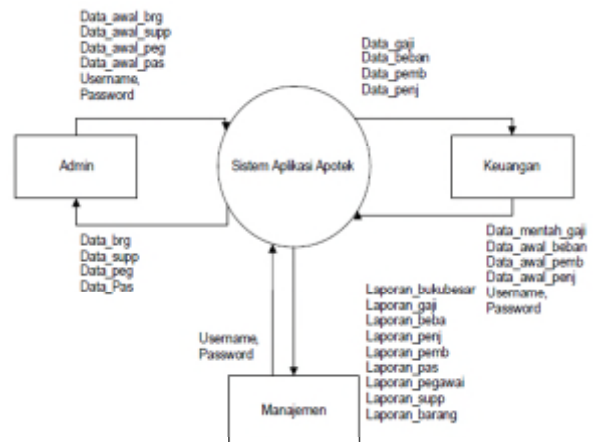 Data_awal_brg
Data_awal_supp
Data_awal_peg
Data_awal_pas
Username,
Password
Data_gaji
Data_beban
Data_pemb
Data_penj
Admin
Sistem Aplikasi Apotek
Keuangan
Data_brg
Data_supp
Data_peg
Data_Pas
Data_mentah_gaji
Data_awal_beban
Data_awal_pemb
Data_awal_penj
Username,
Password
Username,
Password
Laporan_bukubesar
Laporan_gaji
Laporan_beba
Laporan_penj
Laporan_pemb
Laporan_pas
Laporan_pegawai
Laporan_supp
Laporan_barang
Manajemen